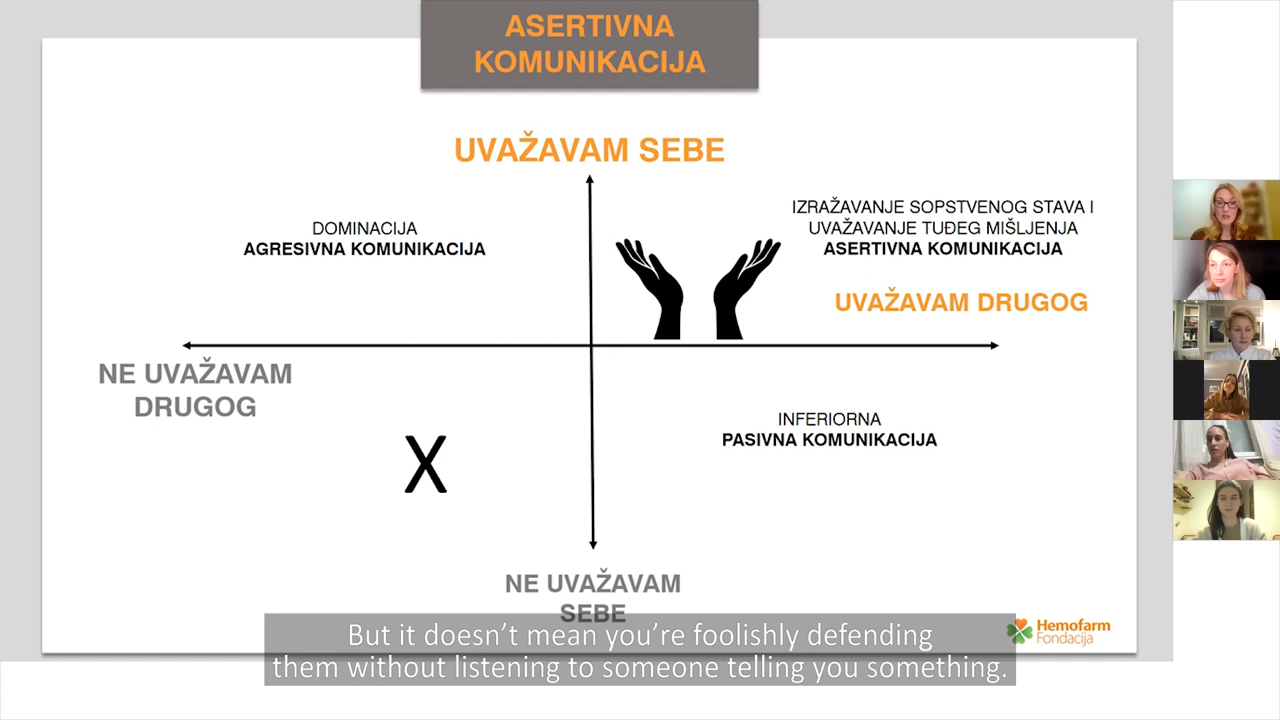 ASERTIVNA
KOMUNIKACIJA
UVAŽAVAM SEBE
DOMINACIJA
AGRESIVNA KOMUNIKACIJA
IZRAŽAVANJE SOPSTVENOG STAVA I
UVAŽAVANJE TUĐEG MIŠLJENJA
ASERTIVNA KOMUNIKACIJA
UVAŽAVAM DRUGOG
NE UVAŽAVAM
DRUGOG
X
INFERIORNA
PASIVNA KOMUNIKACIJA
NE UVAŽAVAM
SEBE
But it doesn't mean you're foolishly defending
them without listening to someone telling you something.
Hemofarm
Fondacija